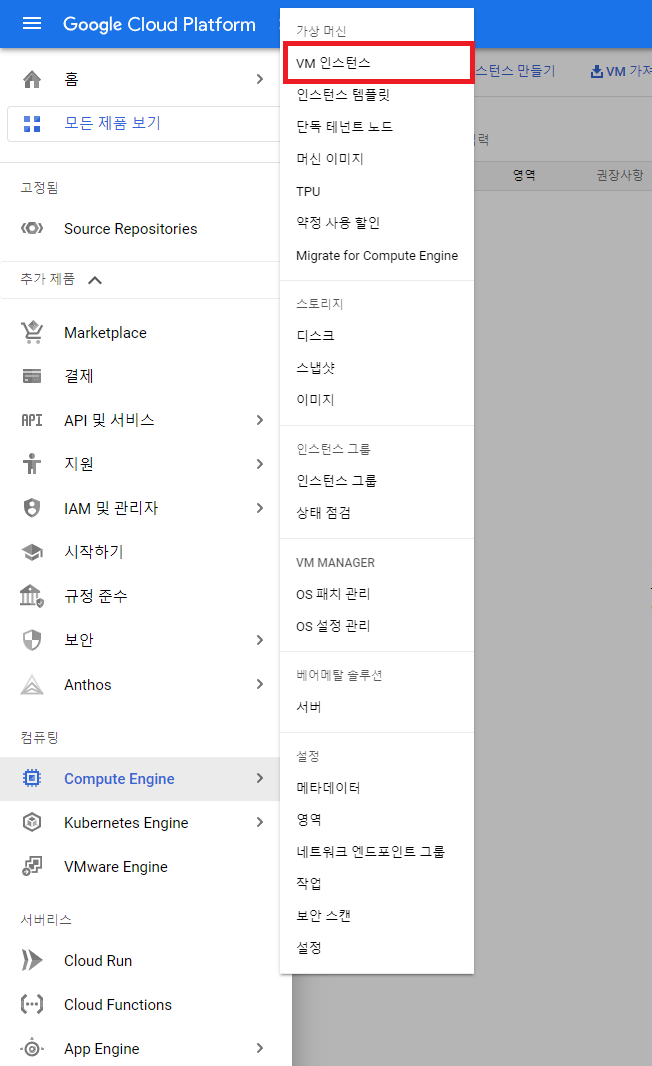 Google Cloud Platform
홈
모든 제품 보기
고정됨
Source Repositories
추가 제품
Marketplace
결제
API API 및 서비스
지원
IAM 및 관리자
시작하기
규정 준수
보안
Anthos
컴퓨팅
Compute Engine
Kubernetes Engine
VMware Engine
서버리스
Cloud Run
Cloud Functions
App Engine
가상 머신
VM 인스턴스
인스턴스 템플릿
단독 테넌트 노드
머신 이미지
TPU
약정 사용 할인
Migrate for Compute Engine
스토리지
디스크
스냅샷
이미지
인스턴스 그룹
인스턴스 그룹
상태 점검
VM MANAGER
OS 패치 관리
OS 설정 관리
베어메탈 솔루션
서버
설정
메타데이터
영역
네트워크 엔드포인트 그룹
작업
보안 스캔
설정
스턴스 만들기
VM 가져
영역
권장사항